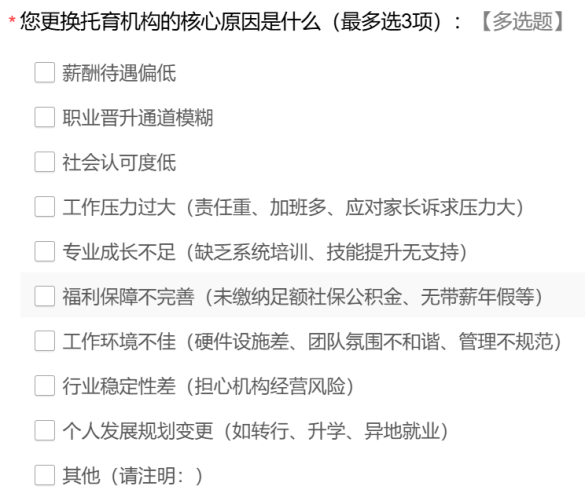 *您更换托育机构的核心原因是什么（最多选3项）：【多选题】
薪酬待遇偏低
职业晋升通道模糊
社会认可度低
工作压力过大（责任重、加班多、应对家长诉求压力大）
专业成长不足（缺乏系统培训、技能提升无支持）
福利保障不完善（未缴纳足额社保公积金、无带薪年假等）
工作环境不佳（硬件设施差、团队氛围不和谐、管理不规范）
行业稳定性差（担心机构经营风险）
个人发展规划变更（如转行、升学、异地就业）
其他（请注明：）